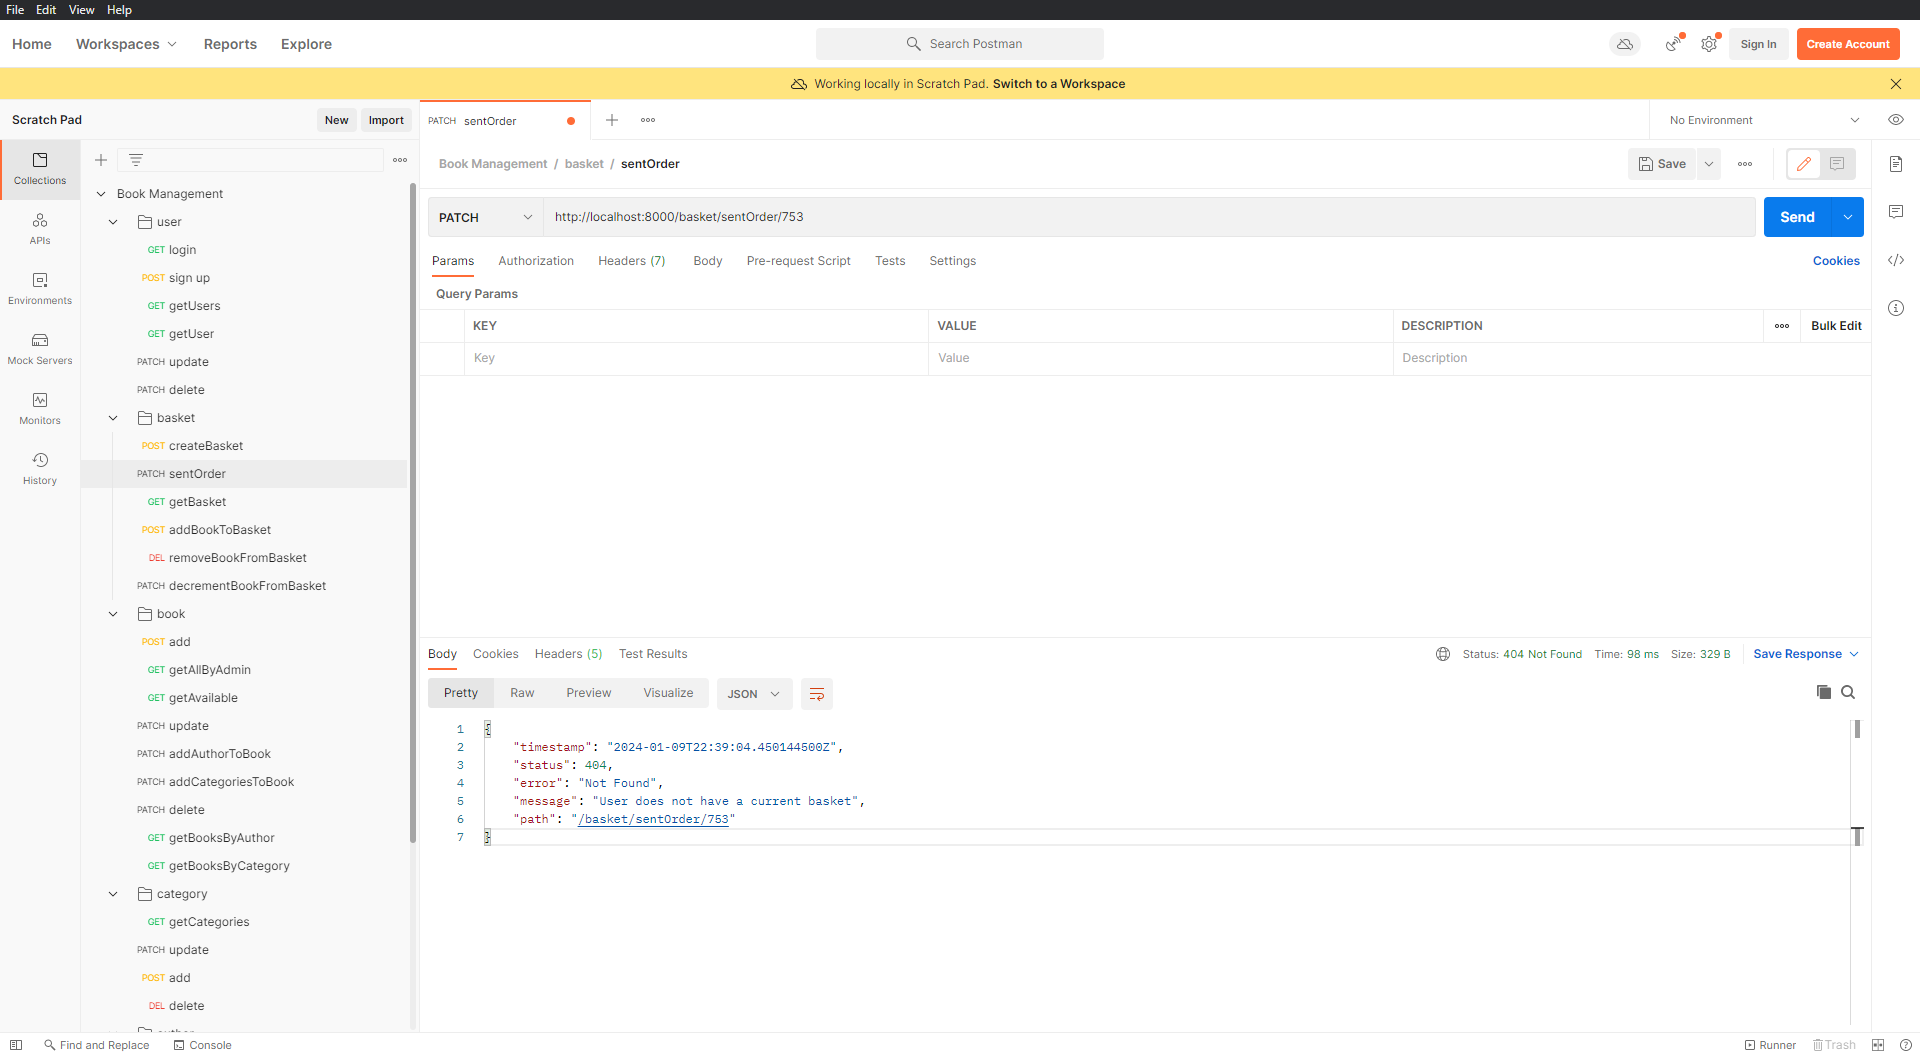 File Edit View Help
Home Workspaces Reports Explore
Search Postman
Sign In
Create Account
Working locally in Scratch Pad. Switch to a Workspace
Scratch Pad
New
Import
PATCH sentOrder
No Environment
Collections
APIs
Environments
Mock Servers
Monitors
History
Book Management
user
GET login
POST sign up
GET getUsers
GET getUser
PATCH update
PATCH delete
basket
POST createBasket
PATCH sentOrder
GET getBasket
POST addBookToBasket
DEL removeBookFromBasket
PATCH decrementBookFromBasket
book
POST add
GET getAllByAdmin
GET getAvailable
PATCH update
PATCH addAuthorToBook
PATCH addCategoriesToBook
PATCH delete
GET getBooksByAuthor
GET getBooksByCategory
category
GET getCategories
PATCH update
POST add
DEL delete
Book Management / basket / sentOrder
Save
PATCH http://localhost:8000/basket/sentOrder/753
Send
Params Authorization Headers (7) Body Pre-request Script Tests Settings
Cookies
Query Params
KEY VALUE DESCRIPTION Bulk Edit
Key Value Description
Body Cookies Headers (5) Test Results
Status: 404 Not Found Time: 98 ms Size: 329 B Save Response
Pretty Raw Preview Visualize JSON
1 {
2 "timestamp": "2024-01-09T22:39:04.450144500Z",
3 "status": 404,
4 "error": "Not Found",
5 "message": "User does not have a current basket",
6 "path": "/basket/sentOrder/753"
7 }
Find and Replace Console
Runner Trash